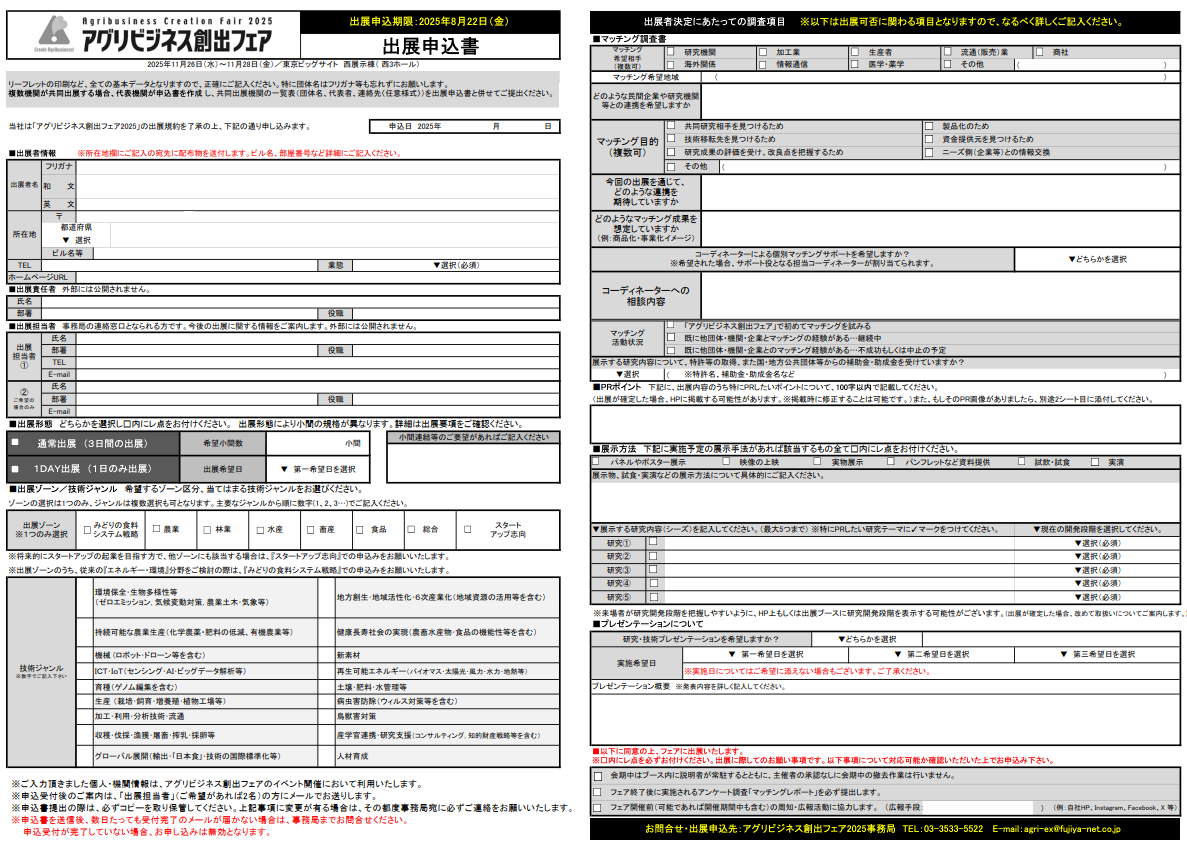 Agribusiness Creation Fair 2025
アグリビジネス創出フェア
Create Agribusiness!
出展申込期限：2025年8月22日（金）
出展申込書
2025年11月26日（水）～11月28日（金）／東京ビッグサイト 西展示棟（ 西3ホール）
リーフレットの印刷など、全ての基本データとなりますので、正確にご記入ください。特に団体名はフリガナ等も忘れずにお願いします。
複数機関が共同出展する場合、代表機関が申込書を作成 し、共同出展機関の一覧表（団体名、代表者、連絡先（任意様式））を出展申込書と併せてご提出ください。
当社は「アグリビジネス創出フェア2025」の出展規約を了承の上、下記の通り申し込みます。
申込日 2025年 月 日
■出展者情報 ※所在地欄にご記入の宛先に配布物を送付します。ビル名、部屋番号など詳細にご記入ください。
出展者名
フリガナ
和 文
英 文
所在地
〒
都道府県
▼ 選択
ビル名等
TEL 業態 ▼選択（必須）
ホームページURL
■出展責任者 外部には公開されません。
氏名
部署 役職
■出展担当者 事務局の連絡窓口となられる方です。今後の出展に関する情報をご案内します。外部には公開されません。
出展
担当者
①
氏名
部署 役職
TEL
E-mail
②
ご希望の
場合のみ
氏名
部署 役職
E-mail
■出展形態 どちらかを選択し□内にレ点をお付けください。 出展形態により小間の規格が異なります。詳細は出展要項をご確認ください。
通常出展 （3日間の出展） 希望小間数 小間
1DAY出展 （1日のみ出展） 出展希望日 ▼ 第一希望日を選択
小間連結等のご要望があればご記入ください
■出展ゾーン／技術ジャンル 希望するゾーン区分、当てはまる技術ジャンルをお選びください。
ゾーンの選択は1つのみ、ジャンルは複数選択も可となります。主要なジャンルから順に数字（1、2、3…）でご記入ください。
出展ゾーン
※1つのみ選択
□ みどりの食料システム戦略 □ 農業 □ 林業 □ 水産 □ 畜産 □ 食品 □ 総合 □ スタートアップ志向
※将来的にスタートアップの起業を目指す方で、他ゾーンにも該当する場合は、『スタートアップ志向』での申込みをお願いいたします。
※出展ゾーンのうち、従来の『エネルギー・環境』分野をご検討の際は、『みどりの食料システム戦略』での申込みをお願いいたします。
技術ジャンル
※数字でご記入下さい
環境保全・生物多様性等
（ゼロエミッション、気候変動対策、農業土木・気象等）
地方創生・地域活性化・6次産業化（地域資源の活用等を含む）
持続可能な農業生産（化学農薬・肥料の低減、有機農業等）
健康長寿社会の実現（農畜水産物・食品の機能性等を含む）
機械（ロボット・ドローン等を含む）
新素材
ICT・IoT（センシング・AI・ビッグデータ解析等）
再生可能エネルギー（バイオマス・太陽光・風力・水力・地熱等）
育種（ゲノム編集を含む）
土壌・肥料・水管理等
生産（栽培・飼育・増養殖・植物工場等）
病虫害防除（ウィルス対策等を含む）
加工・利用・分析技術・流通
鳥獣害対策
収穫・伐採・漁獲・屠畜・搾乳・採卵等
産学官連携・研究支援（コンサルティング、知的財産戦略等を含む）
グローバル展開（輸出・「日本食」・技術の国際標準化等）
人材育成
※ご入力頂きました個人・機関情報は、アグリビジネス創出フェアのイベント開催において利用いたします。
※申込受付後のご案内は、「出展担当者」（ご希望があれば2名）の方にメールでお送りします。
※申込書提出の際は、必ずコピーを取り保管してください。上記事項に変更が有る場合は、その都度事務局宛に必ずご連絡をお願いいたします。
※申込書を送信後、数日たっても受付完了のメールが届かない場合は、事務局までお問合せください。
申込受付が完了していない場合、お申し込みは無効となります。
出展者決定にあたっての調査項目 ※以下は出展可否に関わる項目となりますので、なるべく詳しくご記入ください。
■マッチング調査書
マッチング
希望相手
（複数可）
□ 研究機関 □ 加工業 □ 生産者 □ 流通（販売）業 □ 商社
□ 海外関係 □ 情報通信 □ 医学・薬学 □ その他 （ ）
マッチング希望地域 （ ）
どのような民間企業や研究機関
等との連携を希望しますか
マッチング目的
（複数可）
□ 共同研究相手を見つけるため □ 製品化のため
□ 技術移転先を見つけるため □ 資金提供元を見つけるため
□ 研究成果の評価を受け、改良点を把握するため □ ニーズ側（企業等）との情報交換
□ その他 （ ）
今回の出展を通じて、
どのような連携を
期待していますか
どのようなマッチング成果を
想定していますか
（例：商品化・事業化イメージ）
コーディネーターによる個別マッチングサポートを希望しますか？
※希望された場合、サポート役となる担当コーディネーターが割り当てられます。
▼どちらかを選択
コーディネーターへの
相談内容
マッチング
活動状況
□ 「アグリビジネス創出フェア」で初めてマッチングを試みる
□ 既に他団体・機関・企業とマッチングの経験がある…継続中
□ 既に他団体・機関・企業とのマッチング経験がある…不成功もしくは中止の予定
展示する研究内容について、特許等の取得、また国・地方公共団体等からの補助金・助成金を受けていますか？
▼選択 （ ※特許名、補助金・助成金名など ）
■PRポイント 下記に、出展内容のうち特にPRしたいポイントについて、100字以内で記載してください。
（出展が確定した場合、HPに掲載する可能性があります。※掲載時に修正することは可能です。）また、もしそのPR画像がありましたら、別途2シート目に添付してください。
■展示方法 下記に実施予定の展示手法があれば該当するもの全て□内にレ点をお付けください。
□ パネルやポスター展示 □ 映像の上映 □ 実物展示 □ パンフレットなど資料提供 □ 試飲・試食 □ 実演
展示物、試食・実演などの展示方法について具体的にご記入ください。
▼展示する研究内容（シーズ）を記入してください。（最大5つまで） ※特にPRしたい研究テーマに✓マークをつけてください。 ▼現在の開発段階を選択してください。
研究① □ ▼選択（必須）
研究② □ ▼選択（必須）
研究③ □ ▼選択（必須）
研究④ □ ▼選択（必須）
研究⑤ □ ▼選択（必須）
※来場者が研究開発段階を把握しやすいように、HP上もしくは出展ブースに研究開発段階を表示する可能性がございます。（出展が確定した場合、改めて取扱いについてご案内します。
■プレゼンテーションについて
研究・技術プレゼンテーションを希望しますか？ ▼どちらかを選択
実施希望日
▼ 第一希望日を選択 ▼ 第二希望日を選択 ▼ 第三希望日を選択
※実施日についてはご希望に添えない場合もございます。ご了承ください。
プレゼンテーション概要 ※発表内容を詳しく記入してください。
■以下に同意の上、フェアに出展いたします。
※口内にレ点を必ずお付けください。出展に際してのお願い事項です。以下事項について対応可能か確認いただいた上でお申込み下さい。
□ 会期中はブース内に説明者が常駐するとともに、主催者の承認なしに会期中の撤去作業は行いません。
□ フェア終了後に実施されるアンケート調査「マッチングレポート」を必ず提出します。
□ フェア開催前（可能であれば開催期間中も含む）の周知・広報活動に協力します。（広報手段： ） （例：自社HP、Instagram、Facebook、X 等）
お問合せ・出展申込先：アグリビジネス創出フェア2025事務局 TEL：03-3533-5522 E-mail：agri-ex@fujiya-net.co.jp